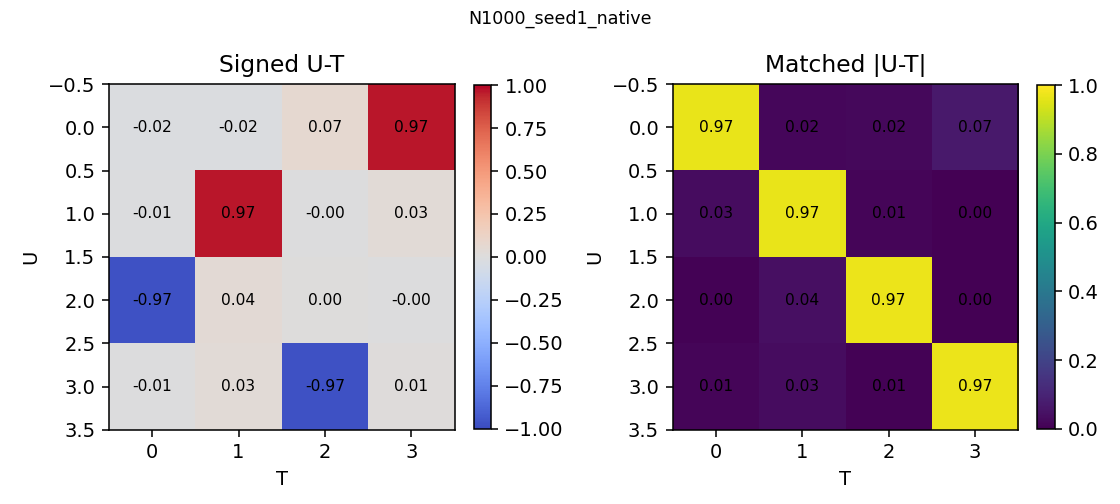 N1000_seed1_native
Signed U-T
Matched |U-T|
−0.5
0.0
0.5
1.0
1.5
2.0
2.5
3.0
3.5
U
-0.02 -0.02 0.07 0.97
-0.01 0.97 -0.00 0.03
-0.97 0.04 0.00 -0.00
-0.01 0.03 -0.97 0.01
0 1 2 3
T
1.00
0.75
0.50
0.25
0.00
−0.25
−0.50
−0.75
−1.00
−0.5
0.0
0.5
1.0
1.5
2.0
2.5
3.0
3.5
U
0.97 0.02 0.02 0.07
0.03 0.97 0.01 0.00
0.00 0.04 0.97 0.00
0.01 0.03 0.01 0.97
0 1 2 3
T
1.0
0.8
0.6
0.4
0.2
0.0